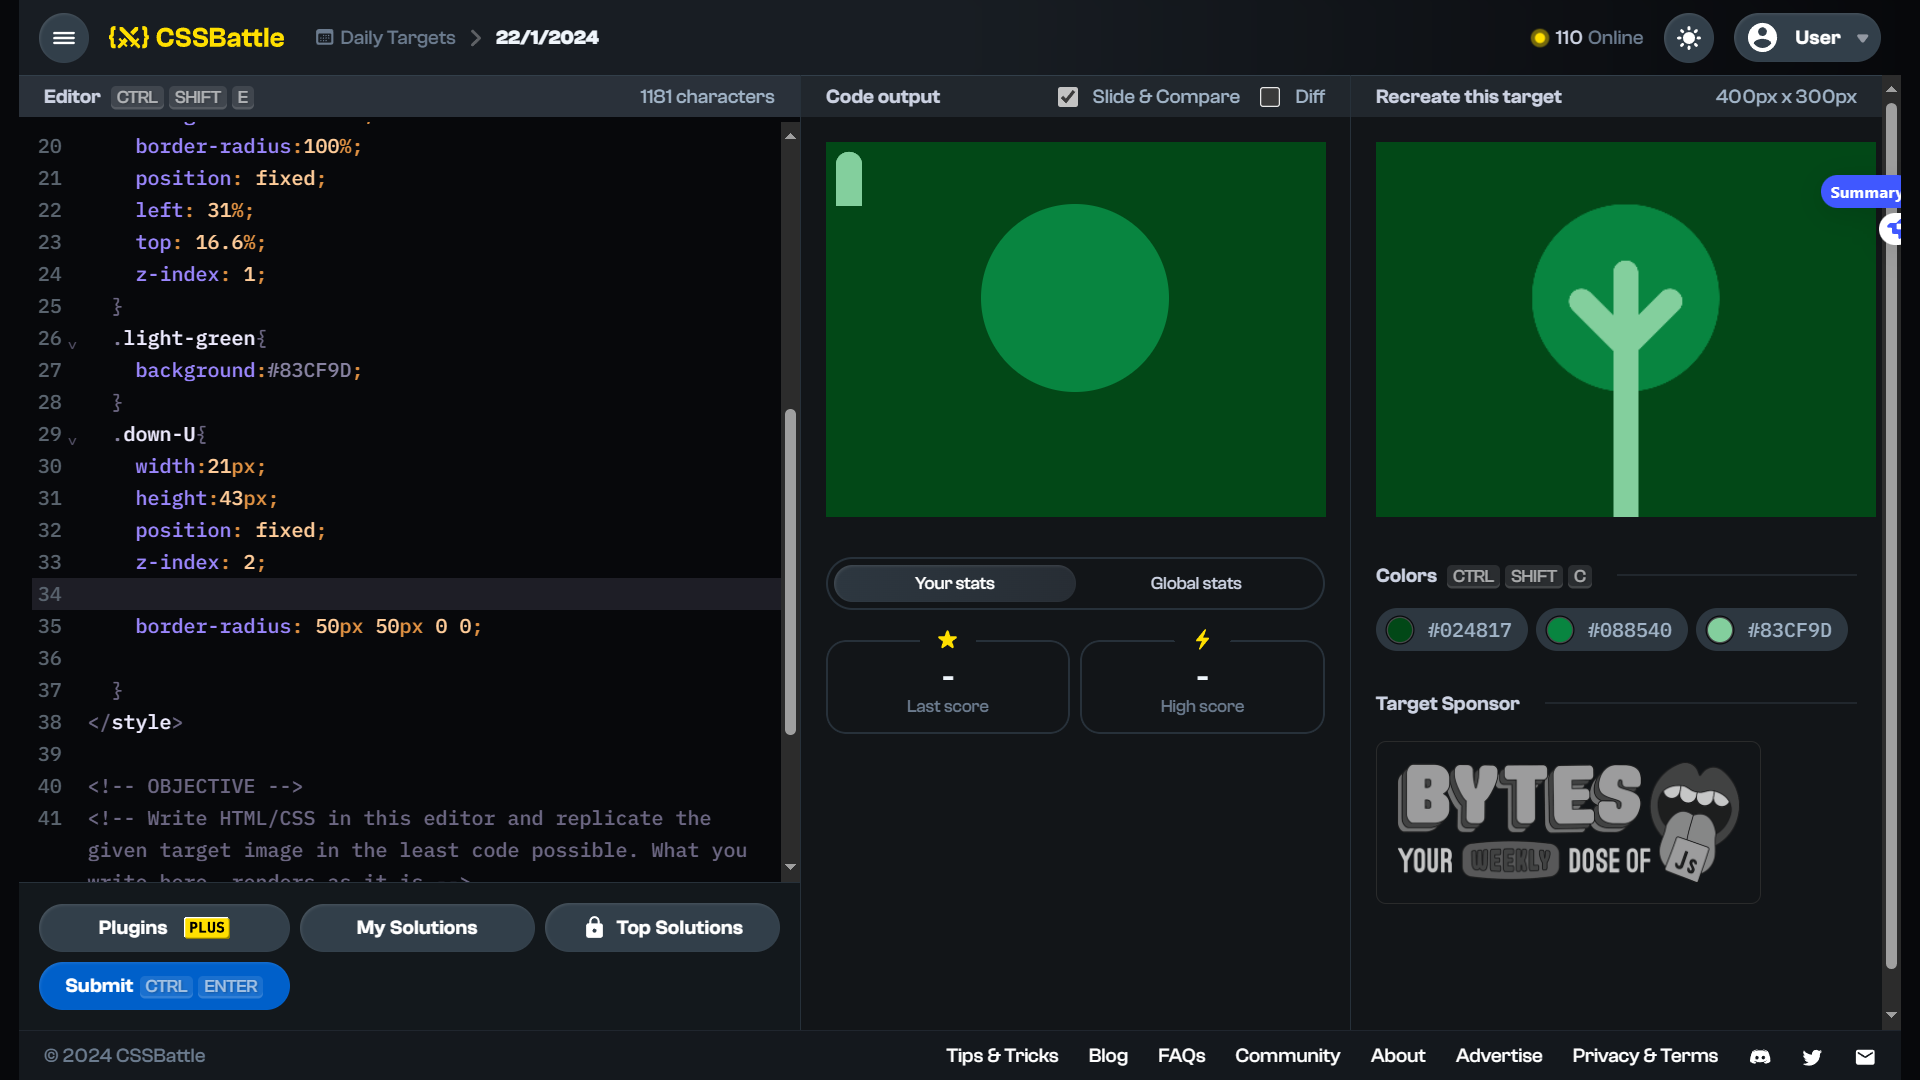 CSSBattle
Daily Targets
22/1/2024
110 Online
User
Editor CTRL SHIFT E
1181 characters
20 border-radius:100%;
21 position: fixed;
22 left: 31%;
23 top: 16.6%;
24 z-index: 1;
25 }
26 .light-green{
27 background:#83CF9D;
28 }
29 .down-U{
30 width:21px;
31 height:43px;
32 position: fixed;
33 z-index: 2;
34
35 border-radius: 50px 50px 0 0;
36
37 }
38 </style>
39
40 <!-- OBJECTIVE -->
41 <!-- Write HTML/CSS in this editor and replicate the
given target image in the least code possible. What you
write here, renders as it is -->
Plugins PLUS
My Solutions
Top Solutions
Submit CTRL ENTER
Code output
Slide & Compare
Diff
Your stats
Global stats
-
Last score
-
High score
Recreate this target
400px x 300px
Summary
Colors CTRL SHIFT C
#024817
#088540
#83CF9D
Target Sponsor
BYTES
YOUR WEEKLY DOSE OF
JS
© 2024 CSSBattle
Tips & Tricks
Blog
FAQs
Community
About
Advertise
Privacy & Terms